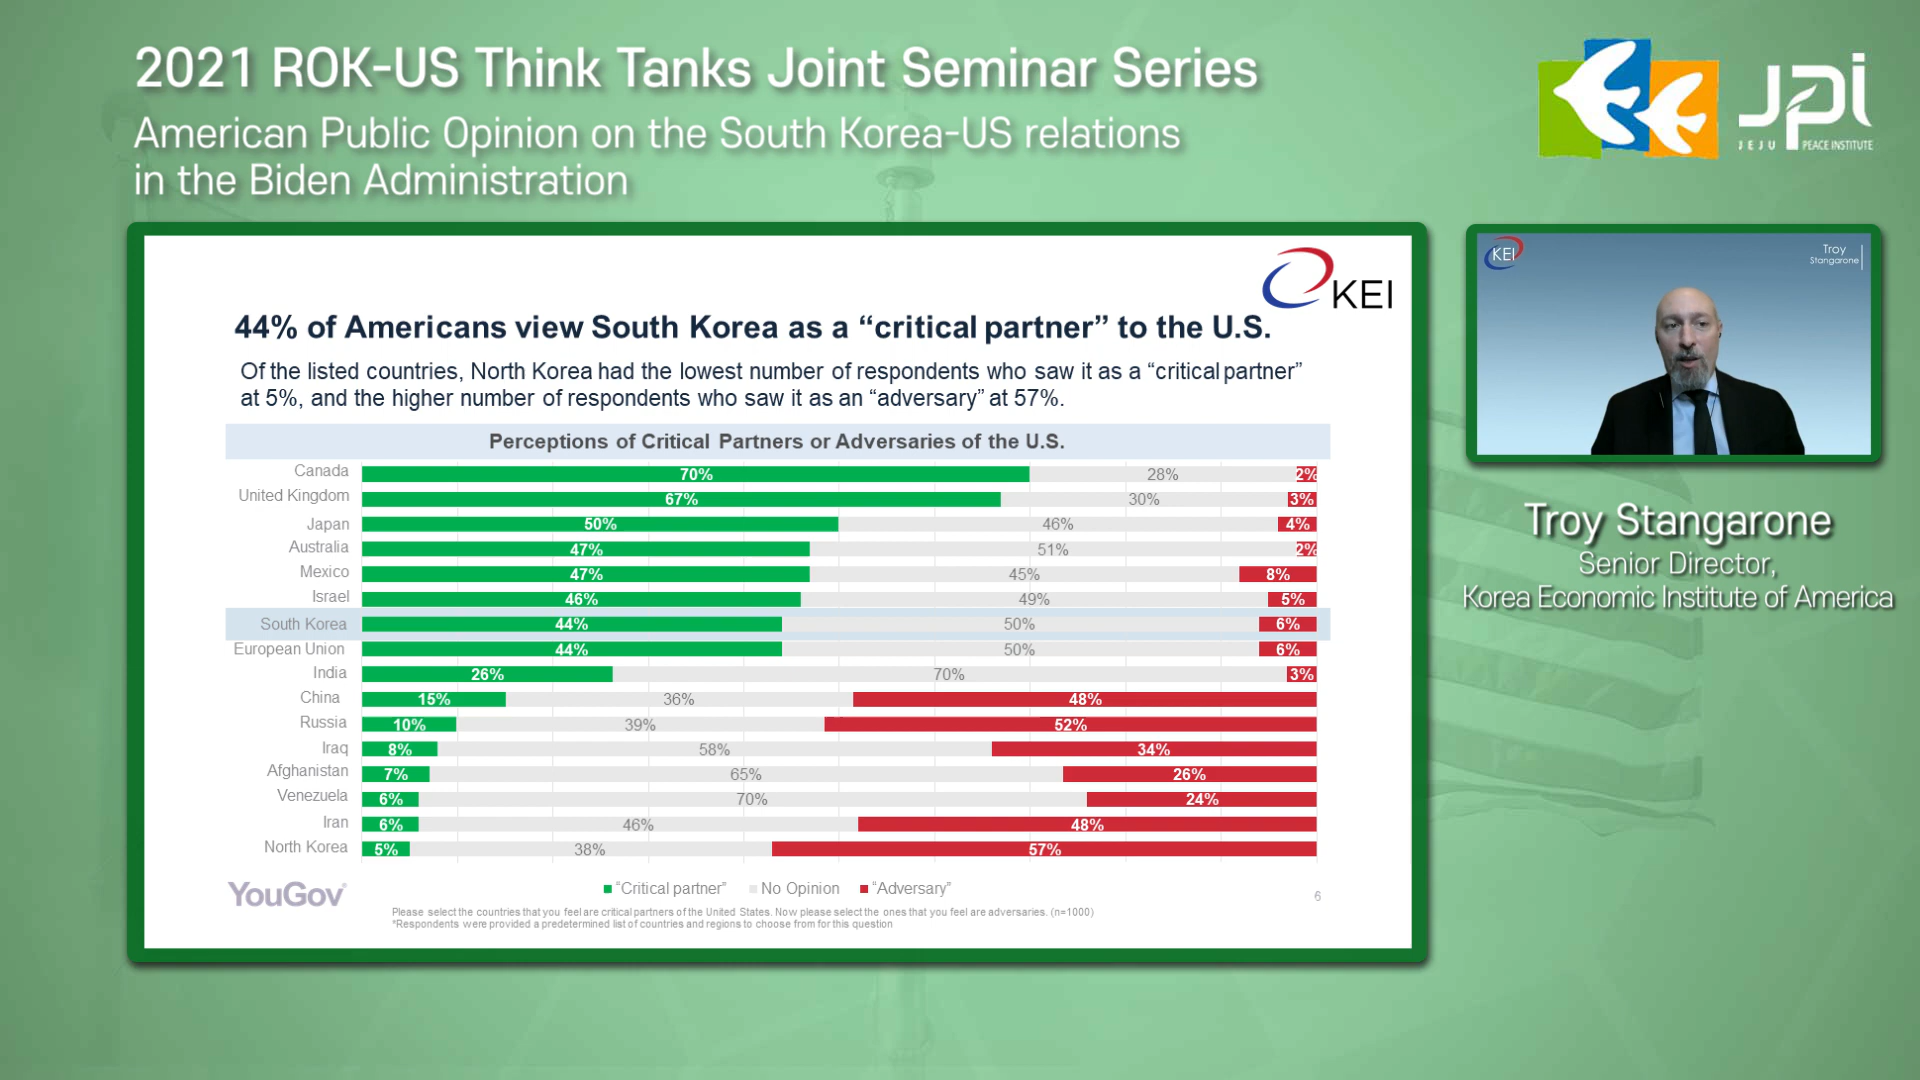 2021 ROK-US Think Tanks Joint Seminar Series
American Public Opinion on the South Korea-US relations
in the Biden Administration
JPI
JEJU PEACE INSTITUTE
KEI
44% of Americans view South Korea as a “critical partner” to the U.S.
Of the listed countries, North Korea had the lowest number of respondents who saw it as a “critical partner”
at 5%, and the higher number of respondents who saw it as an “adversary” at 57%.
Perceptions of Critical Partners or Adversaries of the U.S.
Canada 70% 28% 2%
United Kingdom 67% 30% 3%
Japan 50% 46% 4%
Australia 47% 51% 2%
Mexico 47% 45% 8%
Israel 46% 49% 5%
South Korea 44% 50% 6%
European Union 44% 50% 6%
India 26% 70% 3%
China 15% 36% 48%
Russia 10% 39% 52%
Iraq 8% 58% 34%
Afghanistan 7% 65% 26%
Venezuela 6% 70% 24%
Iran 6% 46% 48%
North Korea 5% 38% 57%
“Critical partner” No Opinion “Adversary”
YouGov
6
Please select the countries that you feel are critical partners of the United States. Now please select the ones that you feel are adversaries. (n=1000)
*Respondents were provided a predetermined list of countries and regions to choose from for this question
KEI
Troy
Stangarone
Troy Stangarone
Senior Director,
Korea Economic Institute of America